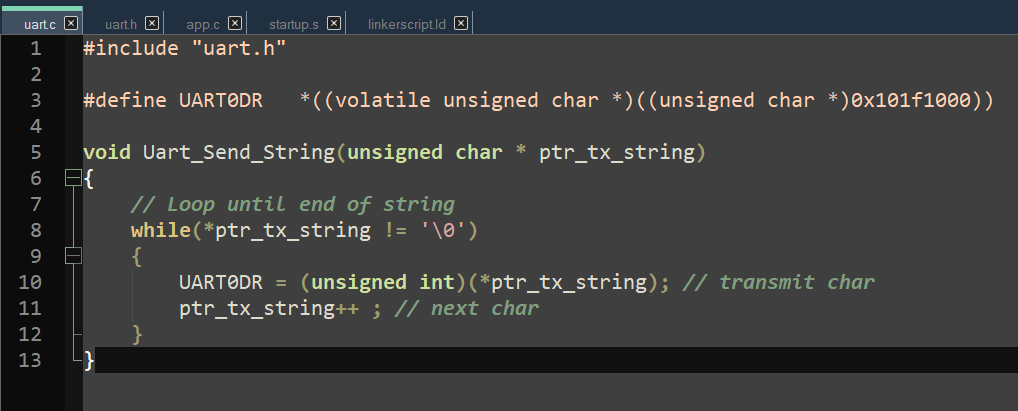 uart.c uart.h app.c startup.s linkerscript.ld
1 #include "uart.h"
2
3 #define UART0DR   *((volatile unsigned char *)((unsigned char *)0x101f1000))
4
5 void Uart_Send_String(unsigned char * ptr_tx_string)
6 {
7     // Loop until end of string
8     while(*ptr_tx_string != '\0')
9     {
10         UART0DR = (unsigned int)(*ptr_tx_string); // transmit char
11         ptr_tx_string++ ; // next char
12     }
13 }